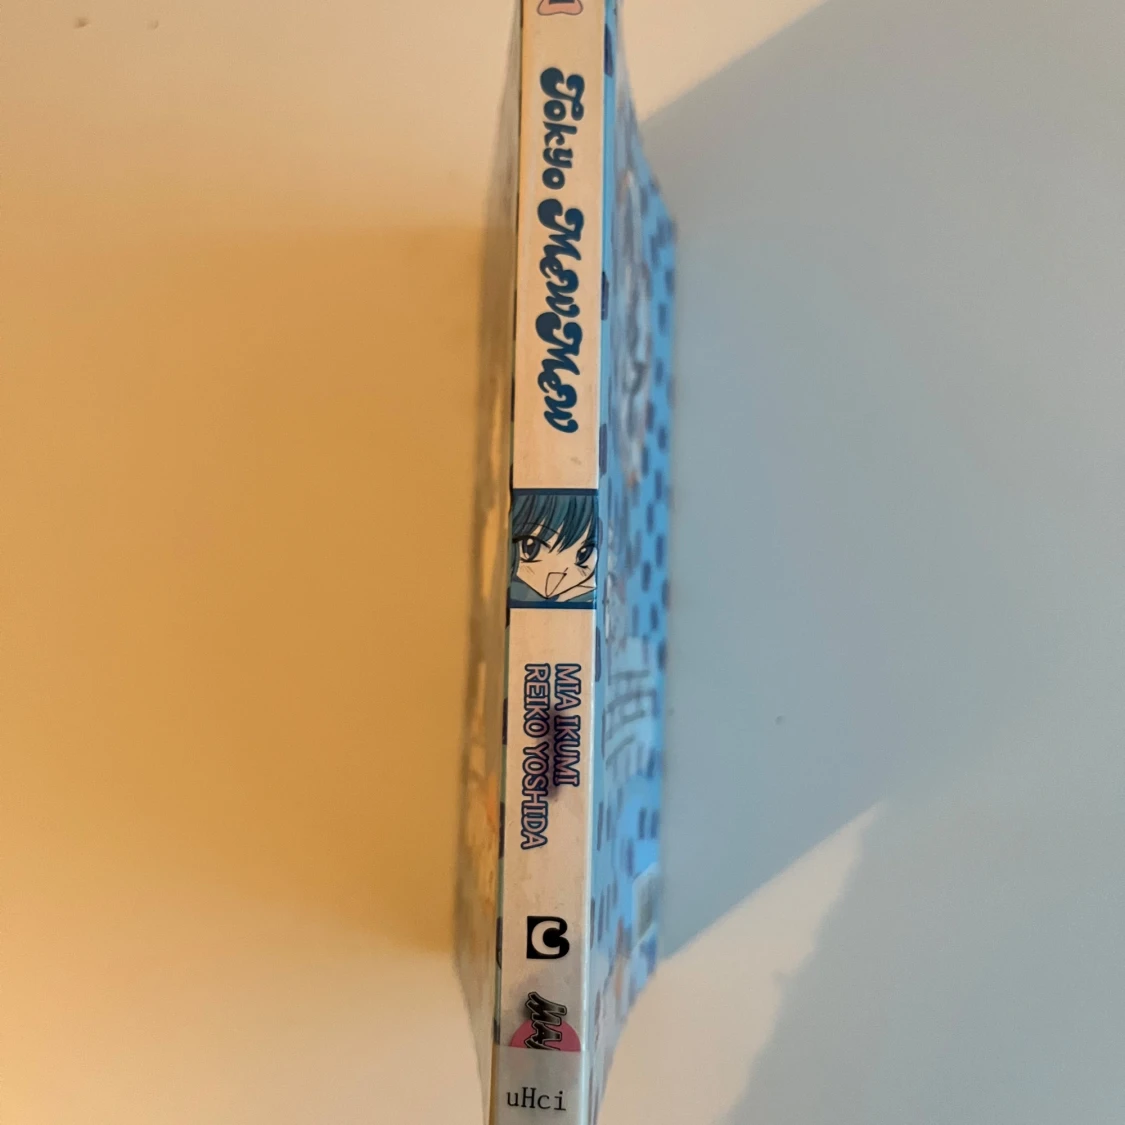 Tokyo MewMew
MIA IKUMI
REIKO YOSHIDA
C
uHci